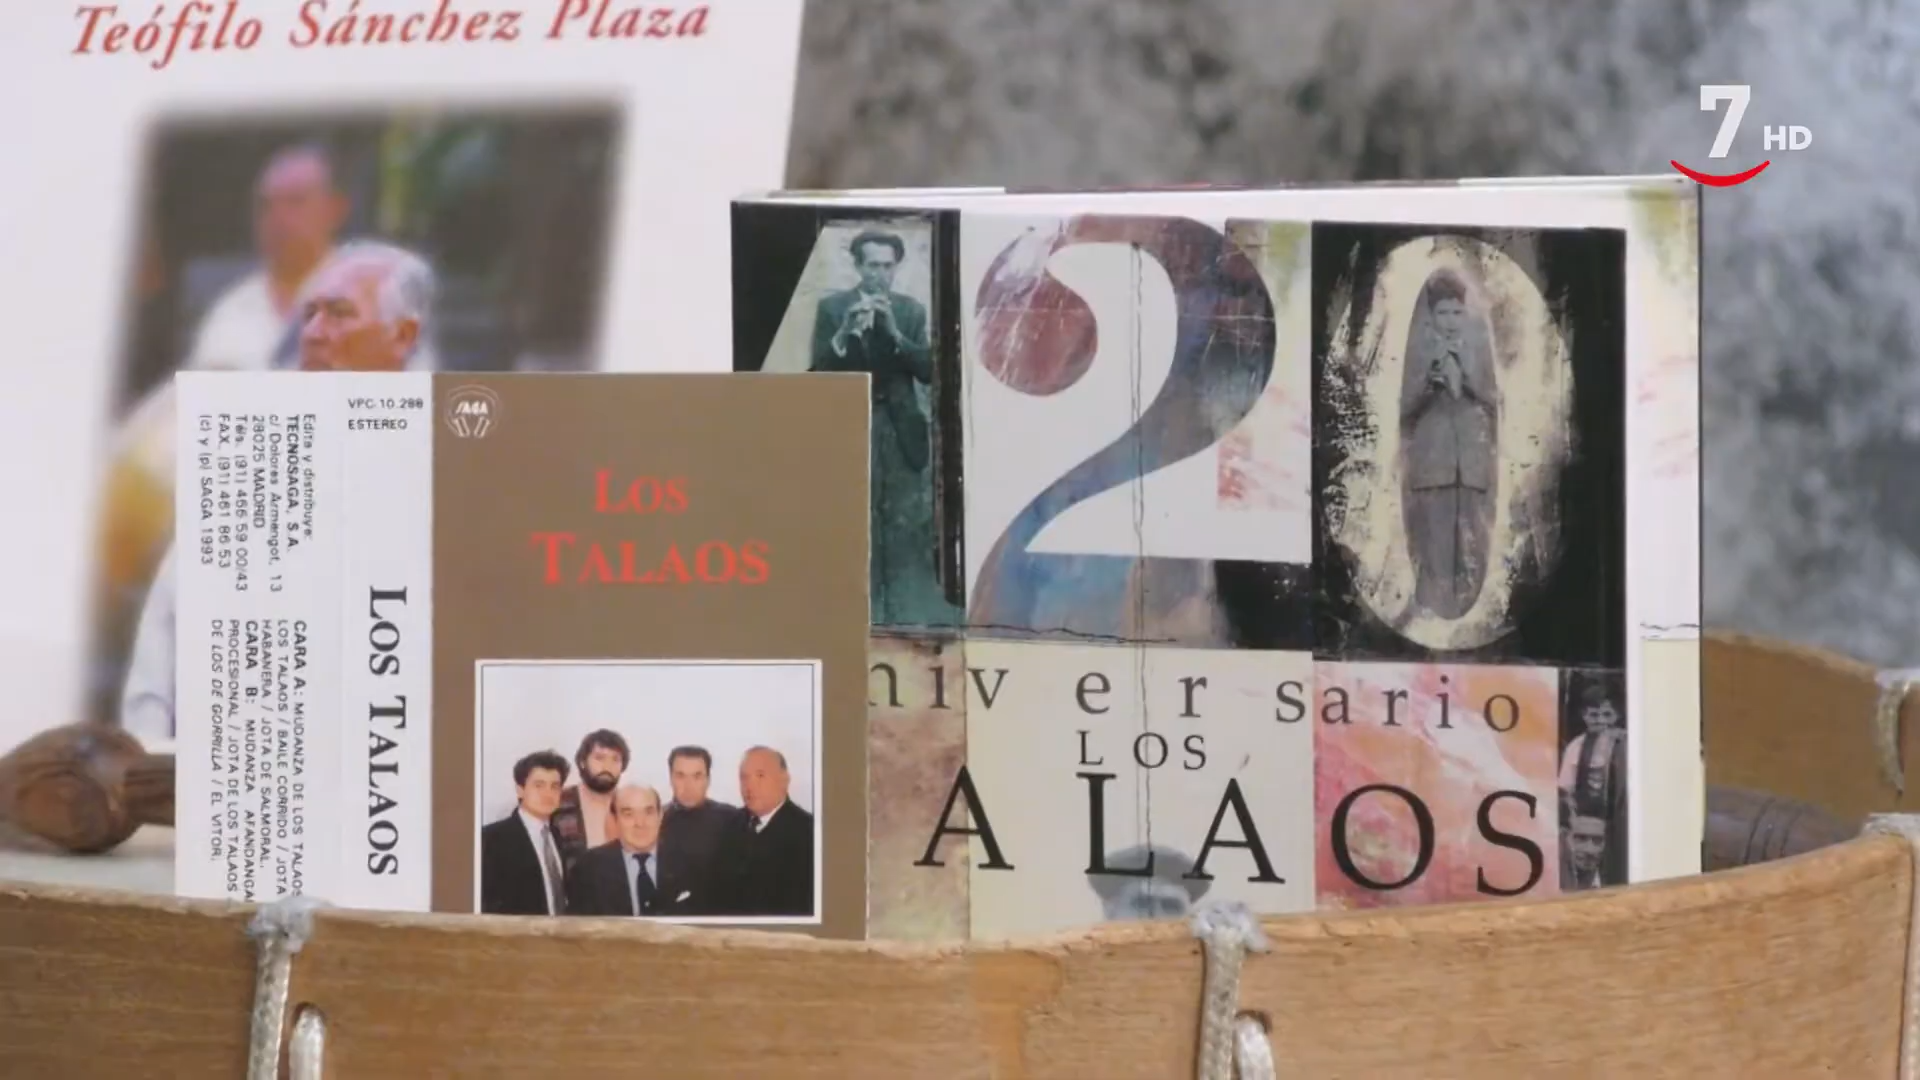 Teófilo Sánchez Plaza
7 HD
VPC-10.288
ESTEREO
SAGA
LOS
TALAOS
LOS TALAOS
Edita y distribuye:
TECNOSAGA, S.A.
c/ Dolores Armengot, 13
28025 MADRID
Tels. (91) 466 59 00/43
FAX. (91) 461 86 53
(c) y (p) SAGA 1993
CARA A: MUDANZA DE LOS TALAOS
LOS TALAOS / BAILE CORRIDO / JOTA
HABANERA / JOTA DE SALMORAL.
CARA B: MUDANZA AFANDANGA
PROCESIONAL / JOTA DE LOS TALAOS
DE LOS DE GORRILLA / EL VITOR.
120
niversario
LOS
ALAOS